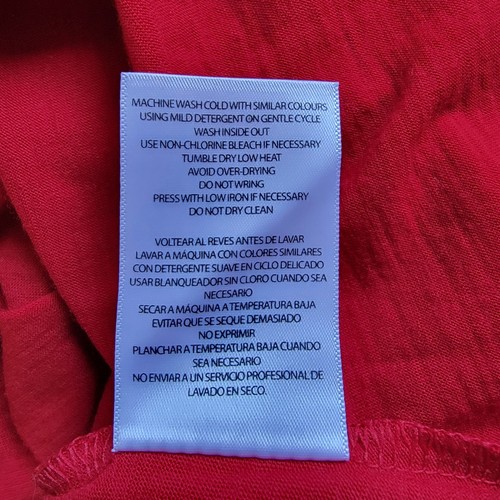 MACHINE WASH COLD WITH SIMILAR COLOURS
USING MILD DETERGENT ON GENTLE CYCLE
WASH INSIDE OUT
USE NON-CHLORINE BLEACH IF NECESSARY
TUMBLE DRY LOW HEAT
AVOID OVER-DRYING
DO NOT WRING
PRESS WITH LOW IRON IF NECESSARY
DO NOT DRY CLEAN
VOLTEAR AL REVES ANTES DE LAVAR
LAVAR A MÁQUINA CON COLORES SIMILARES
CON DETERGENTE SUAVE EN CICLO DELICADO
USAR BLANQUEADOR SIN CLORO CUANDO SEA
NECESARIO
SECAR A MÁQUINA A TEMPERATURA BAJA
EVITAR QUE SE SEQUE DEMASIADO
NO EXPRIMIR
PLANCHAR A TEMPERATURA BAJA CUANDO
SEA NECESARIO
NO ENVIAR A UN SERVICIO PROFESIONAL DE
LAVADO EN SECO.